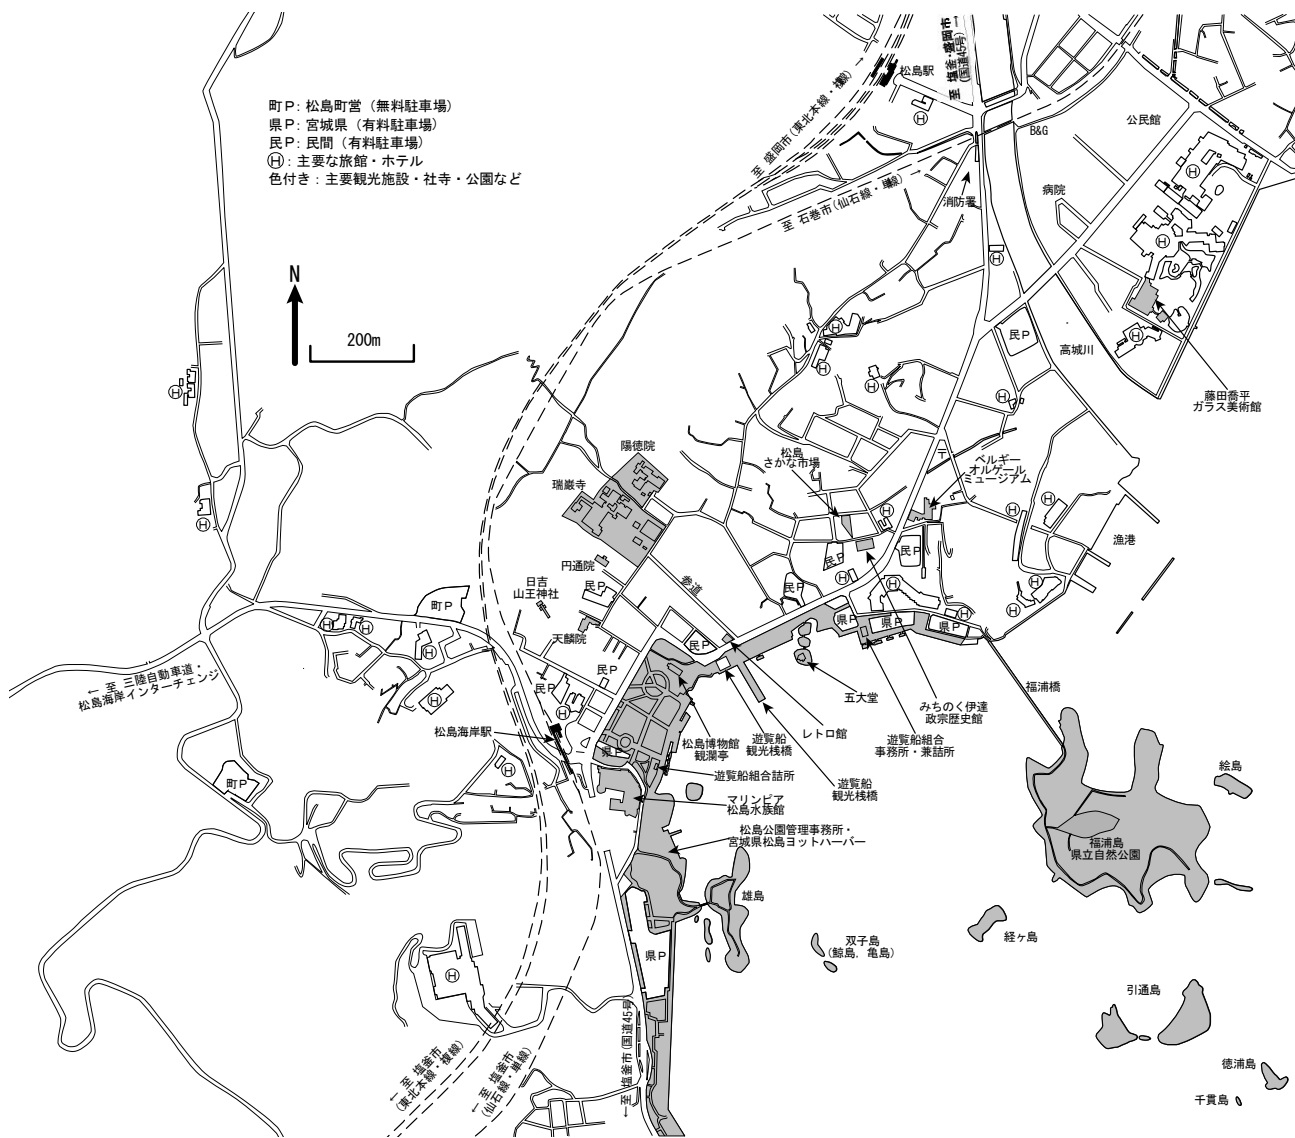 町P：松島町営（無料駐車場）
県P：宮城県（有料駐車場）
民P：民間（有料駐車場）
Ⓗ：主要な旅館・ホテル
色付き：主要観光施設・社寺・公園など
N
200m
松島駅
至 塩釜・盛岡市
(国道45号)
→
至 盛岡市(東北本線・複線) →
至 石巻市(仙石線・単線)
B&G
公民館
消防署
病院
Ⓗ
Ⓗ
Ⓗ
Ⓗ
Ⓗ
民P
高城川
藤田喬平
ガラス美術館
Ⓗ
Ⓗ
Ⓗ
Ⓗ
Ⓗ
Ⓗ
陽徳院
瑞巌寺
松島
さかな市場
〒
ベルギー
オルゴール
ミュージアム
Ⓗ
Ⓗ
Ⓗ
漁港
円通院
日吉
山王神社
民P
参道
民P
民P
民P
Ⓗ
Ⓗ
Ⓗ
Ⓗ
Ⓗ
町P
天麟院
民P
民P
県P
県P
県P
Ⓗ
Ⓗ
Ⓗ
Ⓗ
民P
Ⓗ
← 至 三陸自動車道・
松島海岸インターチェンジ
松島海岸駅
県P
松島博物館
観瀾亭
遊覧船
観光桟橋
レトロ館
五大堂
みちのく伊達
政宗歴史館
遊覧船組合
事務所・兼詰所
福浦橋
町P
Ⓗ
遊覧船組合詰所
遊覧船
観光桟橋
マリンピア
松島水族館
松島公園管理事務所・
宮城県松島ヨットハーバー
絵島
福浦島
県立自然公園
雄島
県P
Ⓗ
双子島
(鯨島,亀島)
経ヶ島
引通島
徳浦島
千貫島
← 至 塩釜市
(東北本線・複線)
← 至 塩釜市
(仙石線・単線)
←至 塩釜市(国道45号)